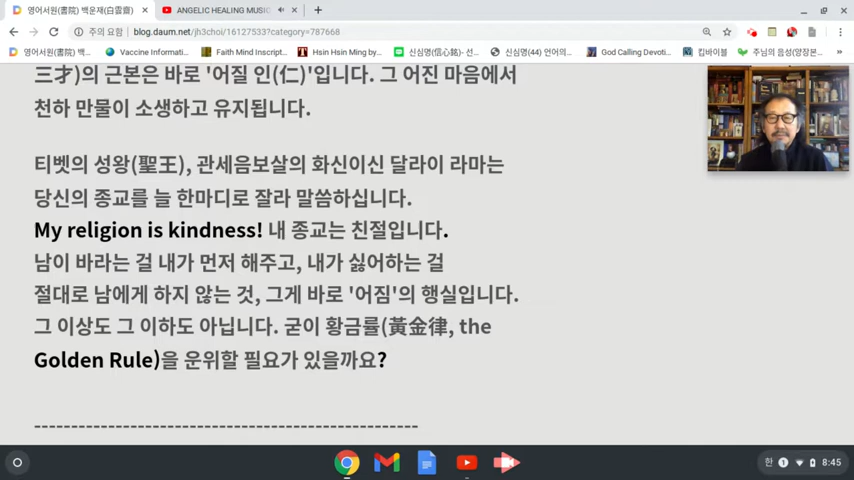 영어서원(書院) 백운재(白雲齋)
ANGELIC HEALING MUSIC
주의 요함
blog.daum.net/jh3choi/16127533?category=787668
영어서원(書院) 백운재(白雲
Vaccine Informati...
Faith Mind Inscript...
Hsin Hsin Ming by...
신심명(信心銘) - 선...
신심명(44) 언어의...
God Calling Devoti...
킵바이블
주님의 음성(양장본...
三才)의 근본은 바로 '어질 인(仁)'입니다. 그 어진 마음에서
천하 만물이 소생하고 유지됩니다.
티벳의 성왕(聖王), 관세음보살의 화신이신 달라이 라마는
당신의 종교를 늘 한마디로 잘라 말씀하십니다.
My religion is kindness! 내 종교는 친절입니다.
남이 바라는 걸 내가 먼저 해주고, 내가 싫어하는 걸
절대로 남에게 하지 않는 것, 그게 바로 '어짐'의 행실입니다.
그 이상도 그 이하도 아닙니다. 굳이 황금률(黃金律, the
Golden Rule)을 운위할 필요가 있을까요?
--------------------------------------------------
한 1 8:45